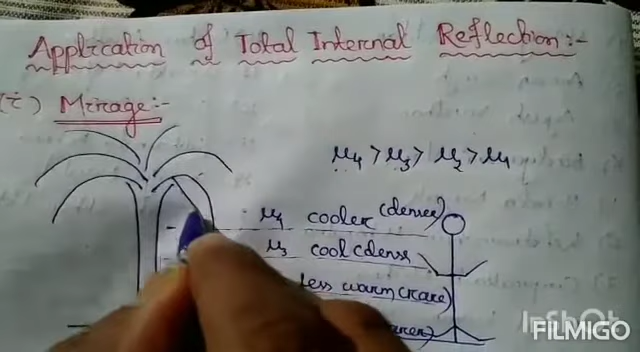 Application of Total Internal Reflection:-
(i) Mirage:-
μ4 > μ3 > μ2 > μ1
μ4 cooler (denser)
μ3 cool (dense
less warm (rare)
InShOt
FILMIGO